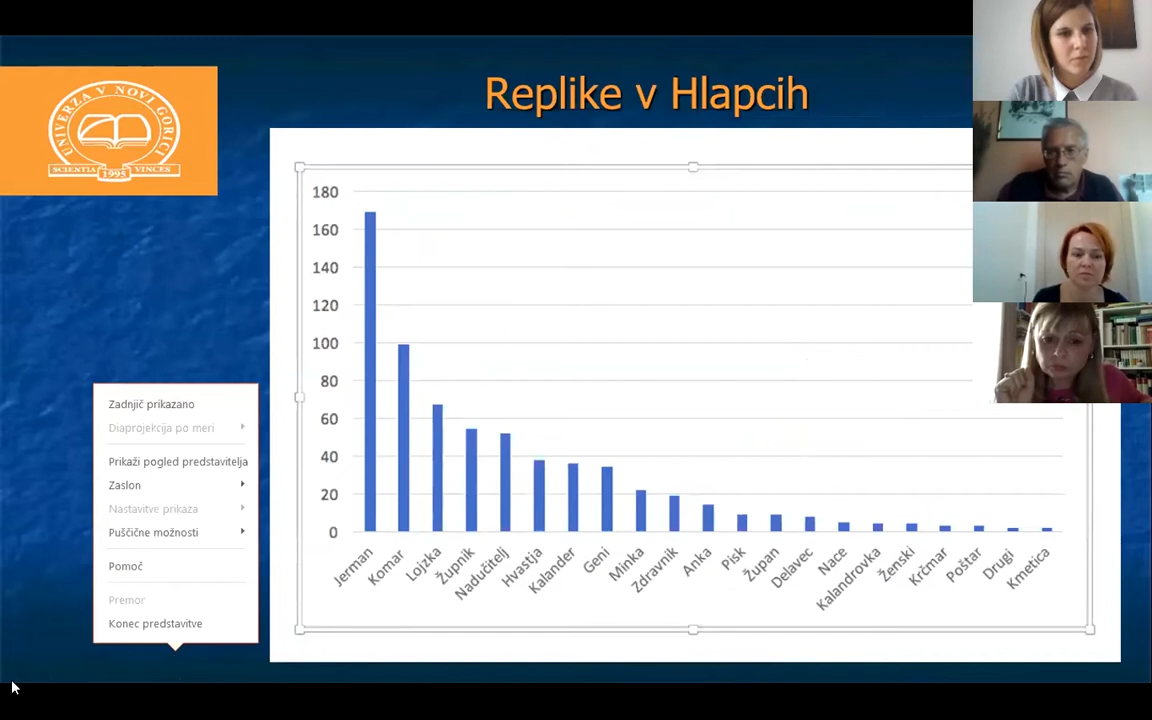 UNIVERZA V NOVI GORICI
SCIENTIA VINCES
1995
Replike v Hlapcih
180
160
140
120
100
80
60
40
20
0
Jerman
Komar
Lojzka
Župnik
Nadučitelj
Hvastja
Kalander
Geni
Minka
Zdravnik
Anka
Pisk
Župan
Delavec
Nace
Kalandrovka
Ženski
Krčmar
Poštar
Drugi
Kmetica
Zadnjič prikazano
Diaprojekcija po meri
Prikaži pogled predstavitelja
Zaslon
Nastavitve prikaza
Puščične možnosti
Pomoč
Premor
Konec predstavitve